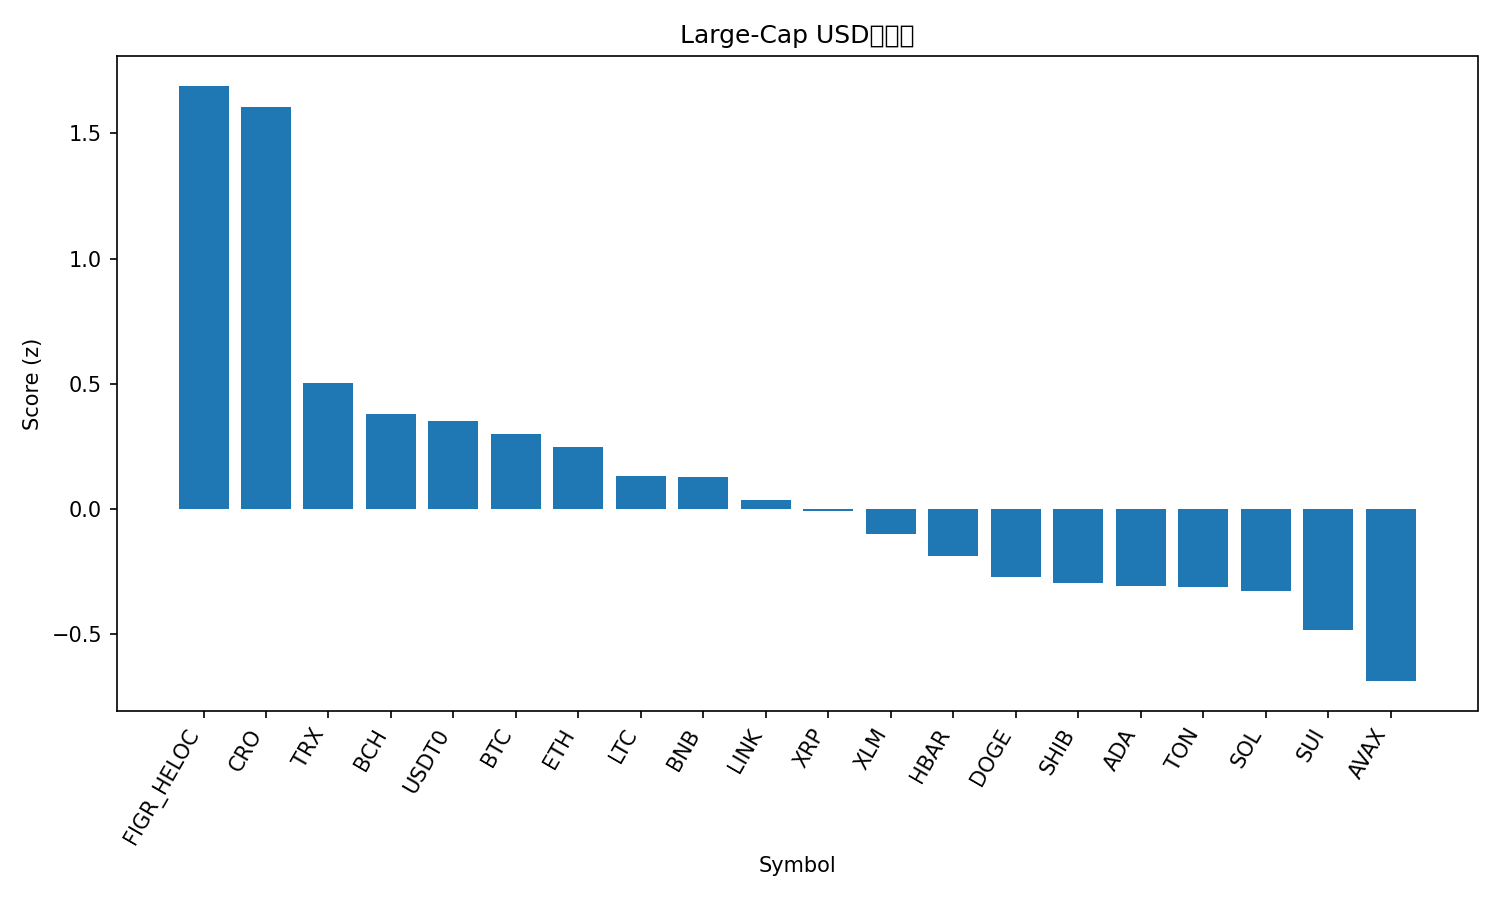 Large-Cap USD
Score (z)
1.5
1.0
0.5
0.0
−0.5
FIGR_HELOC
CRO
TRX
BCH
USDT0
BTC
ETH
LTC
BNB
LINK
XRP
XLM
HBAR
DOGE
SHIB
ADA
TON
SOL
SUI
AVAX
Symbol